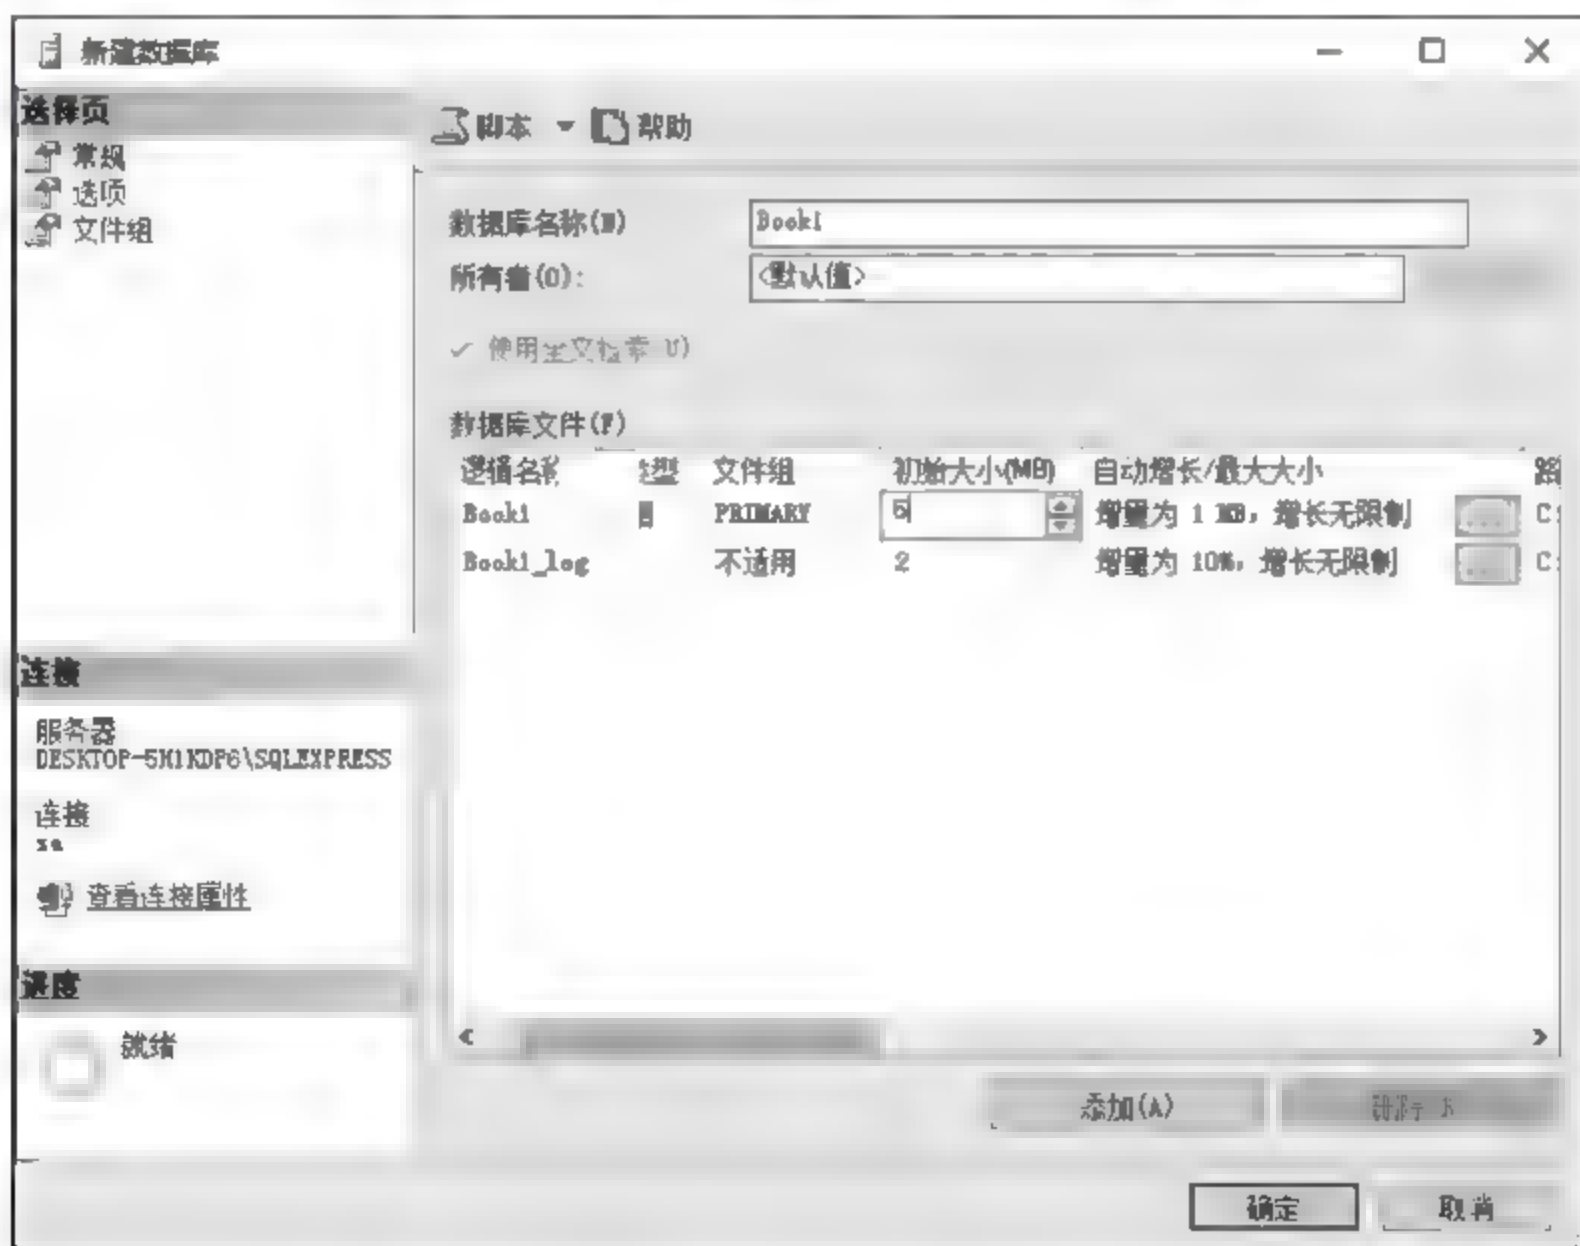 新建数据库
选择页
常规
选项
文件组
脚本 帮助
数据库名称(N)
Book1
所有者(O):
<默认值>
使用全文检索 U)
数据库文件(F)
逻辑名称 类型 文件组 初始大小(MB) 自动增长/最大大小 路
Book1 PRIMARY 5 增量为 1 MB，增长无限制 ... C:
Book1_log 不适用 2 增量为 10%，增长无限制 ... C:
连接
服务器
连接
sa
查看连接属性
进度
就绪
添加(A)
确定 取消